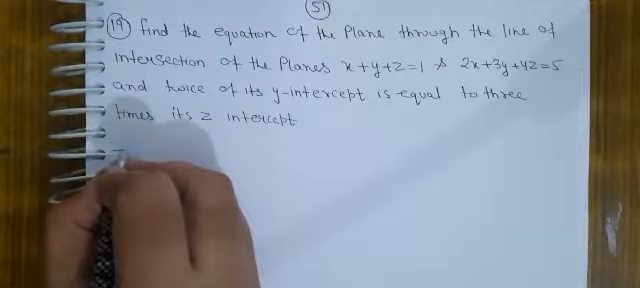 57
19 find the equation of the Plane through the line of
intersection of the Planes x+y+z=1 & 2x+3y+4z=5
and twice of its y-intercept is equal to three
times its z intercept